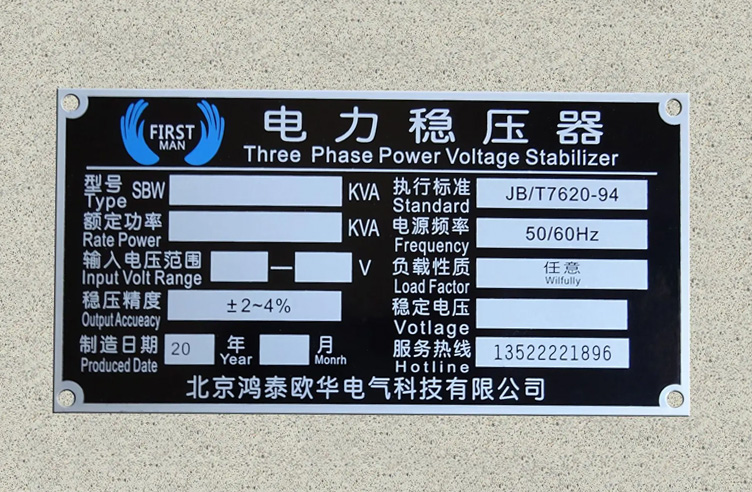 FIRST
MAN
电力稳压器
Three Phase Power Voltage Stabilizer
型号 SBW KVA
Type
额定功率 KVA
Rate Power
输入电压范围 — V
Input Volt Range
稳压精度 ±2~4%
Output Accueacy
制造日期 20 年 月
Produced Date Year Monrh
执行标准 JB/T7620-94
Standard
电源频率 50/60Hz
Frequency
负载性质 任意
Load Factor Wilfully
稳定电压
Votlage
服务热线 13522221896
Hotline
北京鸿泰欧华电气科技有限公司